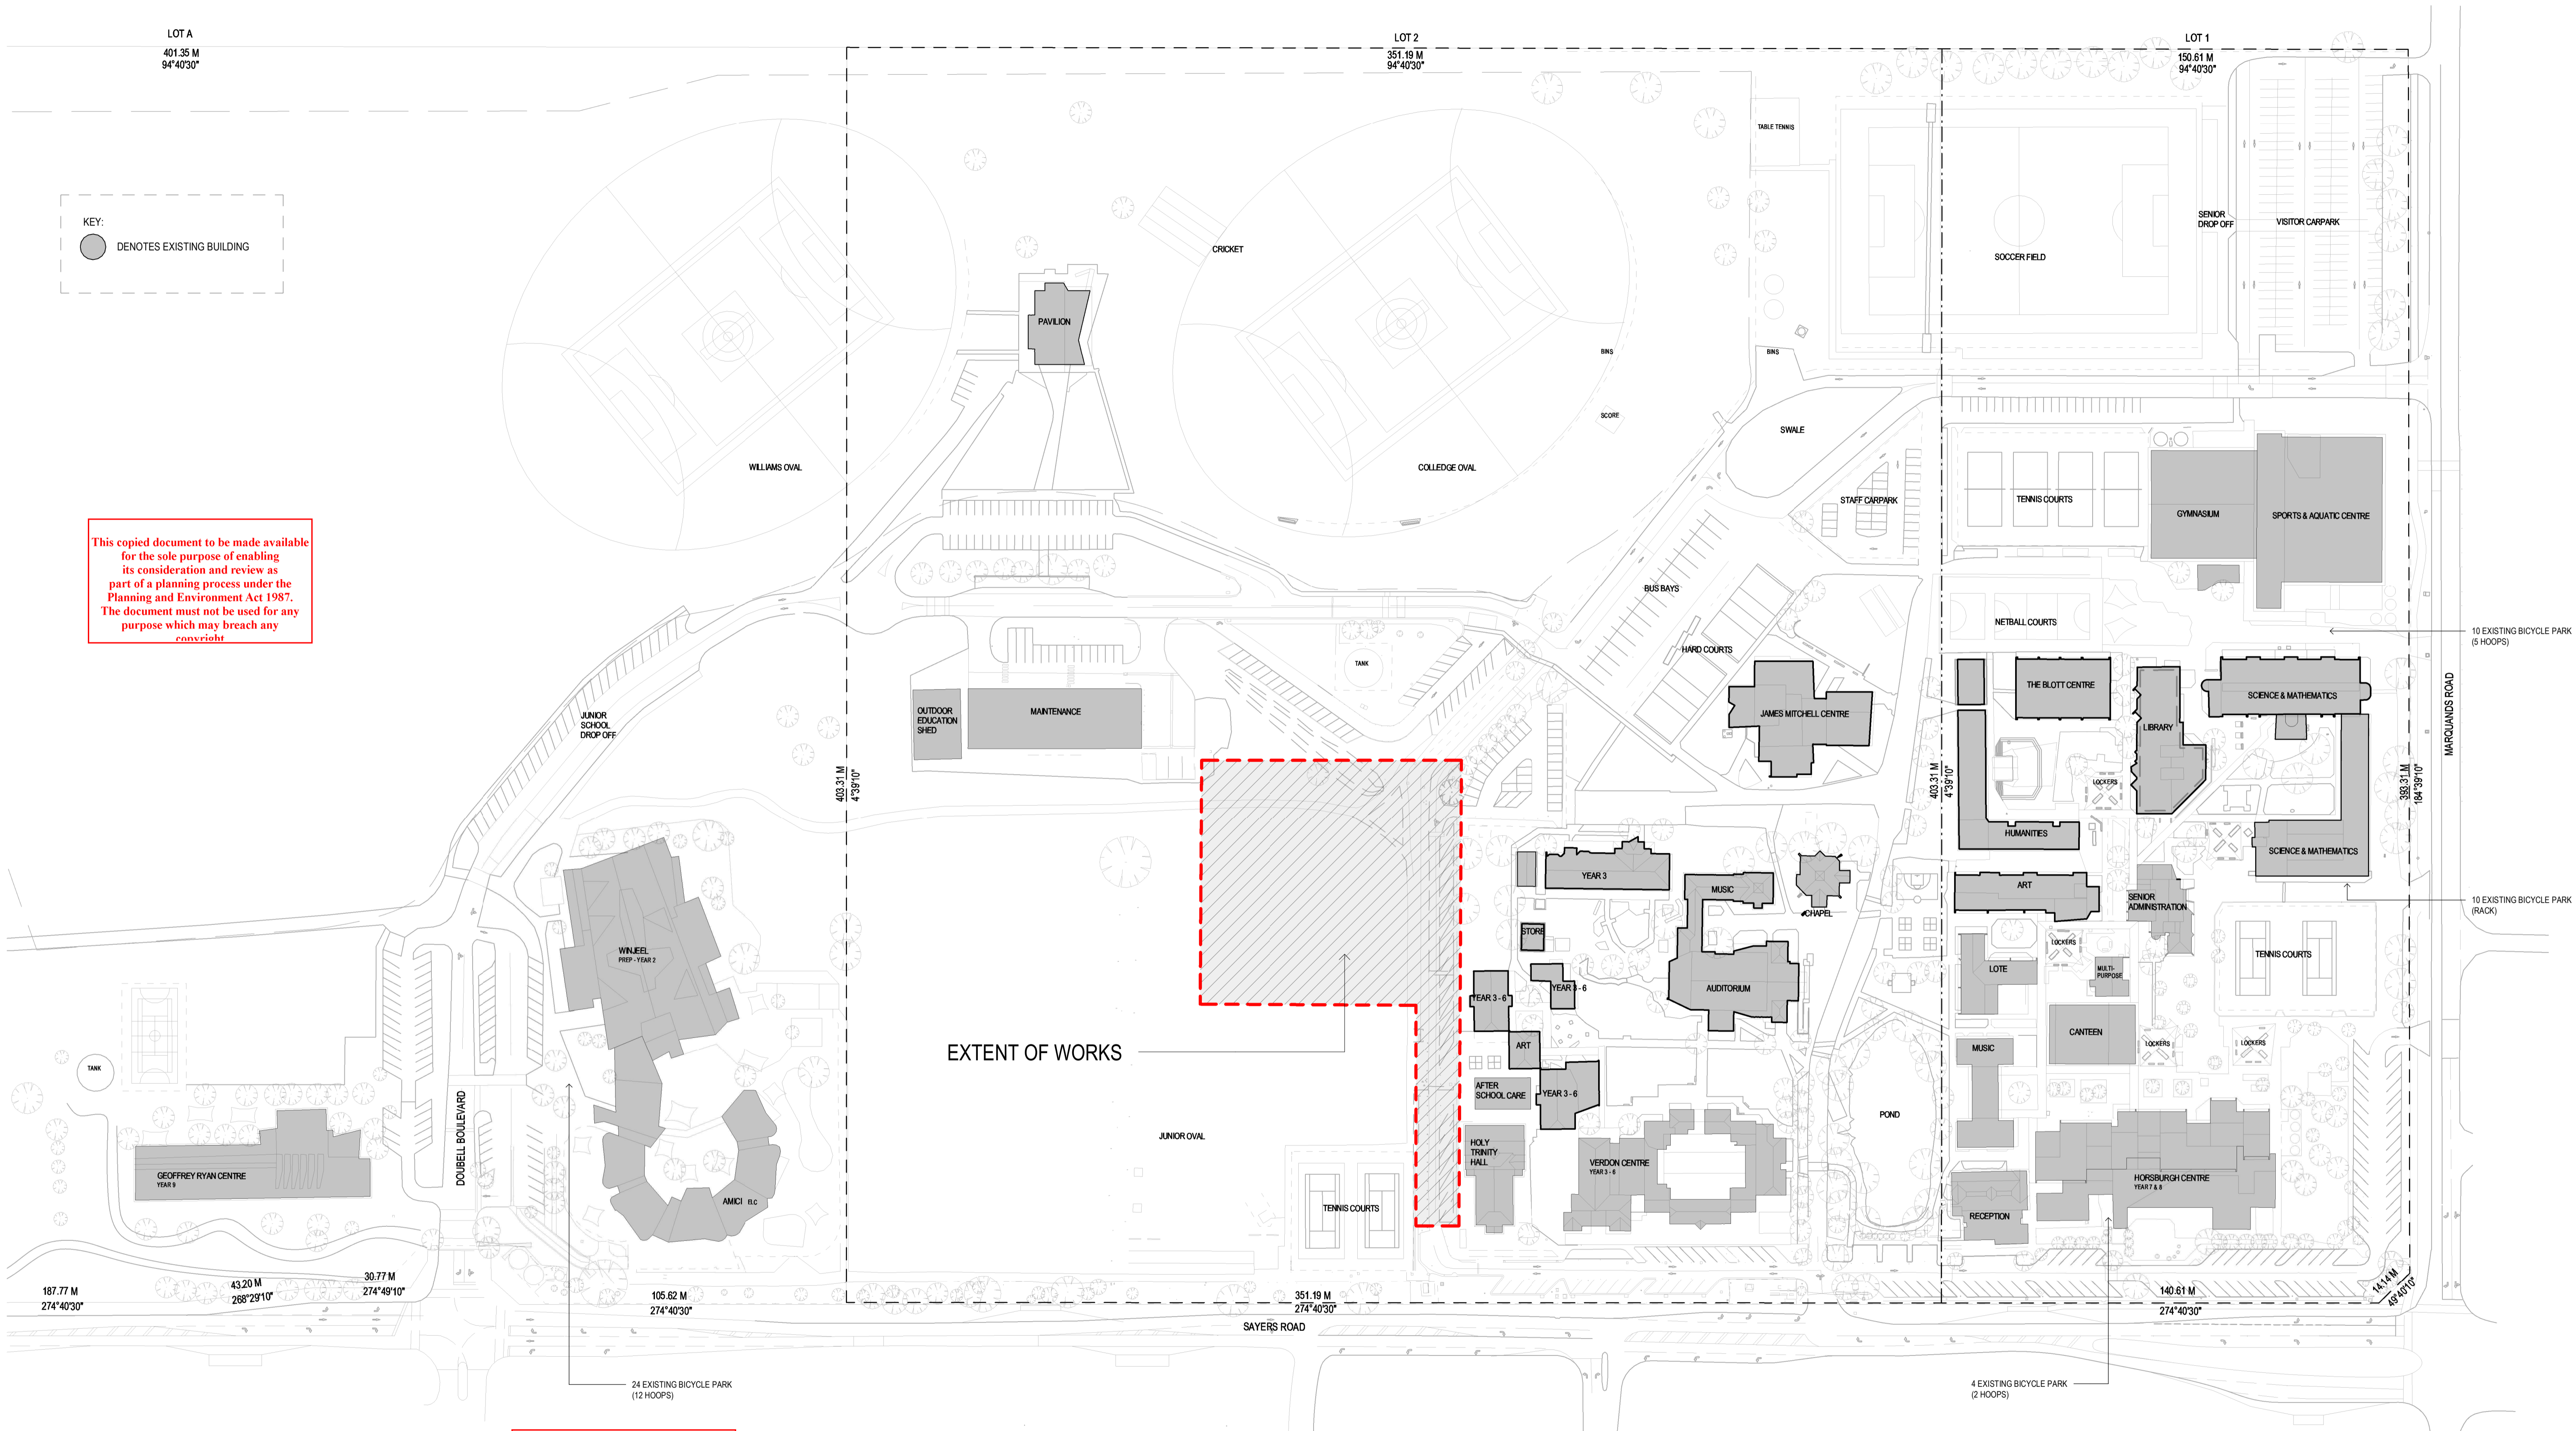 LOT A
401.35 M
94°40'30"
LOT 2
351.19 M
94°40'30"
LOT 1
150.61 M
94°40'30"
KEY:
DENOTES EXISTING BUILDING
This copied document to be made available
for the sole purpose of enabling
its consideration and review as
part of a planning process under the
Planning and Environment Act 1987.
The document must not be used for any
purpose which may breach any
copyright
TABLE TENNIS
SENIOR
DROP OFF
VISITOR CARPARK
CRICKET
SOCCER FIELD
PAVILION
BINS
BINS
SCORE
SWALE
WILLIAMS OVAL
COLLEDGE OVAL
STAFF CARPARK
TENNIS COURTS
GYMNASIUM
SPORTS & AQUATIC CENTRE
BUS BAYS
NETBALL COURTS
10 EXISTING BICYCLE PARK
(5 HOOPS)
HARD COURTS
TANK
OUTDOOR
EDUCATION
SHED
MAINTENANCE
JUNIOR
SCHOOL
DROP OFF
JAMES MITCHELL CENTRE
THE BLOTT CENTRE
LIBRARY
SCIENCE & MATHEMATICS
MARQUANDS ROAD
403.31 M
4°39'10"
403.31 M
4°39'10"
393.31 M
184°39'10"
LOCKERS
HUMANITIES
SCIENCE & MATHEMATICS
YEAR 3
MUSIC
CHAPEL
ART
SENIOR
ADMINISTRATION
10 EXISTING BICYCLE PARK
(RACK)
STORE
WINJEEL
PREP - YEAR 2
LOCKERS
TENNIS COURTS
LOTE
MULTI-
PURPOSE
YEAR 3 - 6
YEAR 3 - 6
AUDITORIUM
CANTEEN
EXTENT OF WORKS
ART
MUSIC
LOCKERS
LOCKERS
TANK
AFTER
SCHOOL CARE
YEAR 3 - 6
POND
DOUBELL BOULEVARD
JUNIOR OVAL
HOLY
TRINITY
HALL
VERDON CENTRE
YEAR 3 - 6
GEOFFREY RYAN CENTRE
YEAR 9
HORSBURGH CENTRE
YEAR 7 & 8
AMICI ELC
TENNIS COURTS
RECEPTION
187.77 M
274°40'30"
43.20 M
268°29'10"
30.77 M
274°49'10"
105.62 M
274°40'30"
351.19 M
274°40'30"
140.61 M
274°40'30"
14.14 M
49°40'10"
SAYERS ROAD
24 EXISTING BICYCLE PARK
(12 HOOPS)
4 EXISTING BICYCLE PARK
(2 HOOPS)